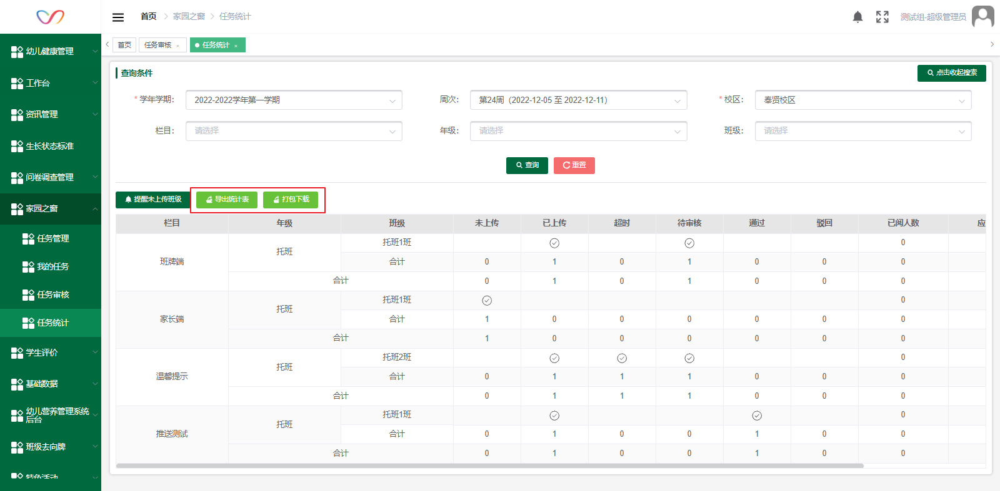 首页 > 家园之窗 > 任务统计
测试组-超级管理员
首页 任务审核 × 任务统计 ×
幼儿健康管理
工作台
资讯管理
生长状态标准
问卷调查管理
家园之窗
任务管理
我的任务
任务审核
任务统计
学生评价
基础数据
幼儿营养管理系统
后台
班级去向牌
特色活动
查询条件 点击收起搜索
* 学年学期: 2022-2022学年第一学期 周次: 第24周（2022-12-05 至 2022-12-11） * 校区: 奉贤校区
栏目: 请选择 年级: 请选择 班级: 请选择
查询 重置
提醒未上传班级 导出统计表 打包下载
栏目 年级 班级 未上传 已上传 超时 待审核 通过 驳回 已阅人数 应
班牌端 托班 托班1班 0
合计 0 1 0 1 0 0 0
合计 0 1 0 1 0 0 0
家长端 托班 托班1班 0
合计 1 0 0 0 0 0 0
合计 1 0 0 0 0 0 0
温馨提示 托班 托班2班 0
合计 0 1 1 1 0 0 0
合计 0 1 1 1 0 0 0
推送测试 托班 托班1班 0
合计 0 1 0 0 1 0 0
合计 0 1 0 0 1 0 0